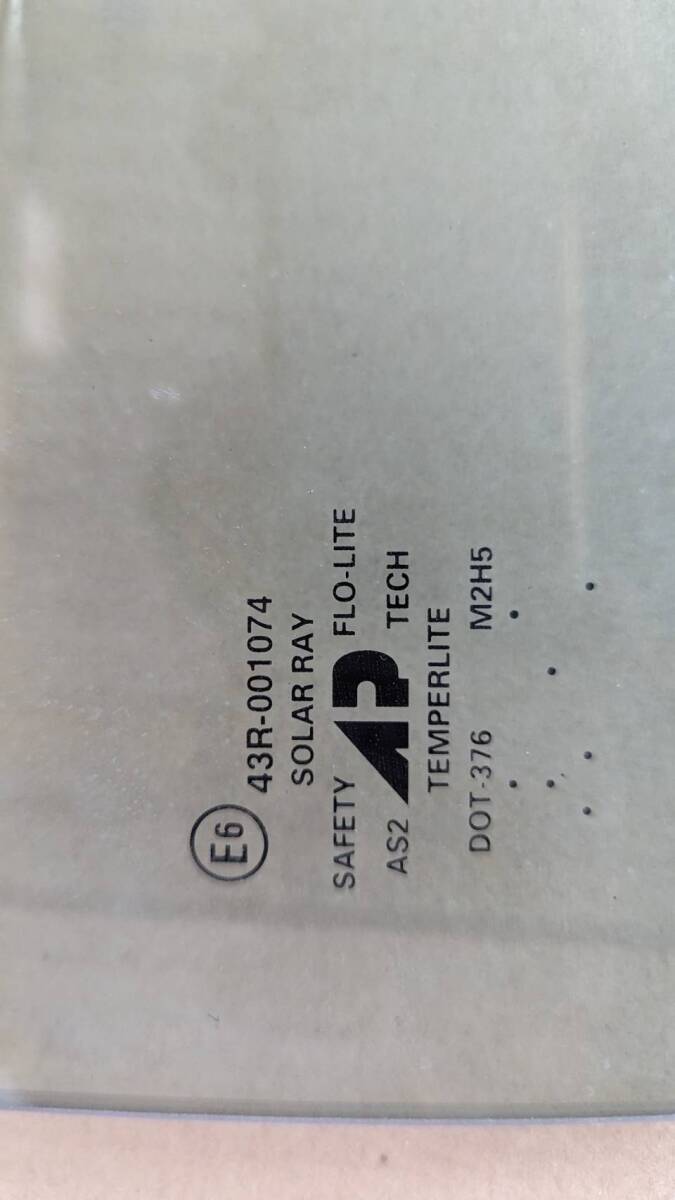 E6 43R-001074
SOLAR RAY
SAFETY AP FLO-LITE
AS2 TECH
TEMPERLITE
DOT-376 M2H5